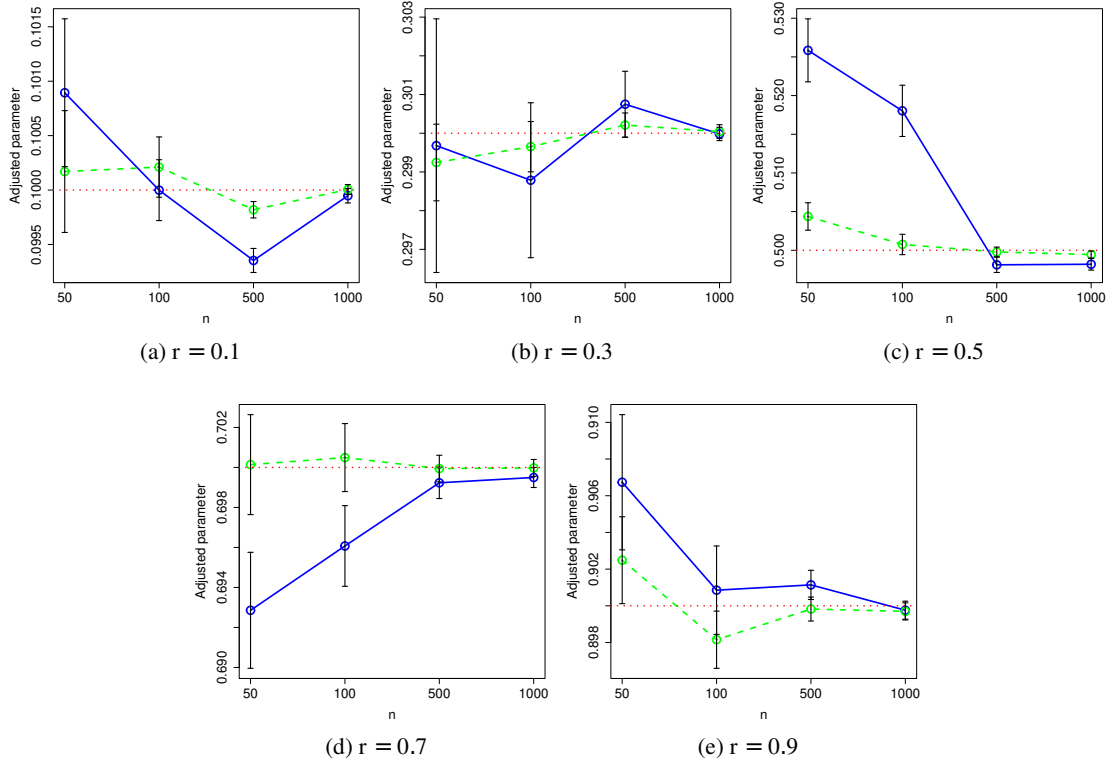 Adjusted parameter
0.0995 0.1000 0.1005 0.1010 0.1015
50 100 500 1000
n
(a) r = 0.1
Adjusted parameter
0.297 0.299 0.301 0.303
50 100 500 1000
n
(b) r = 0.3
Adjusted parameter
0.500 0.510 0.520 0.530
50 100 500 1000
n
(c) r = 0.5
Adjusted parameter
0.690 0.694 0.698 0.702
50 100 500 1000
n
(d) r = 0.7
Adjusted parameter
0.898 0.902 0.906 0.910
50 100 500 1000
n
(e) r = 0.9